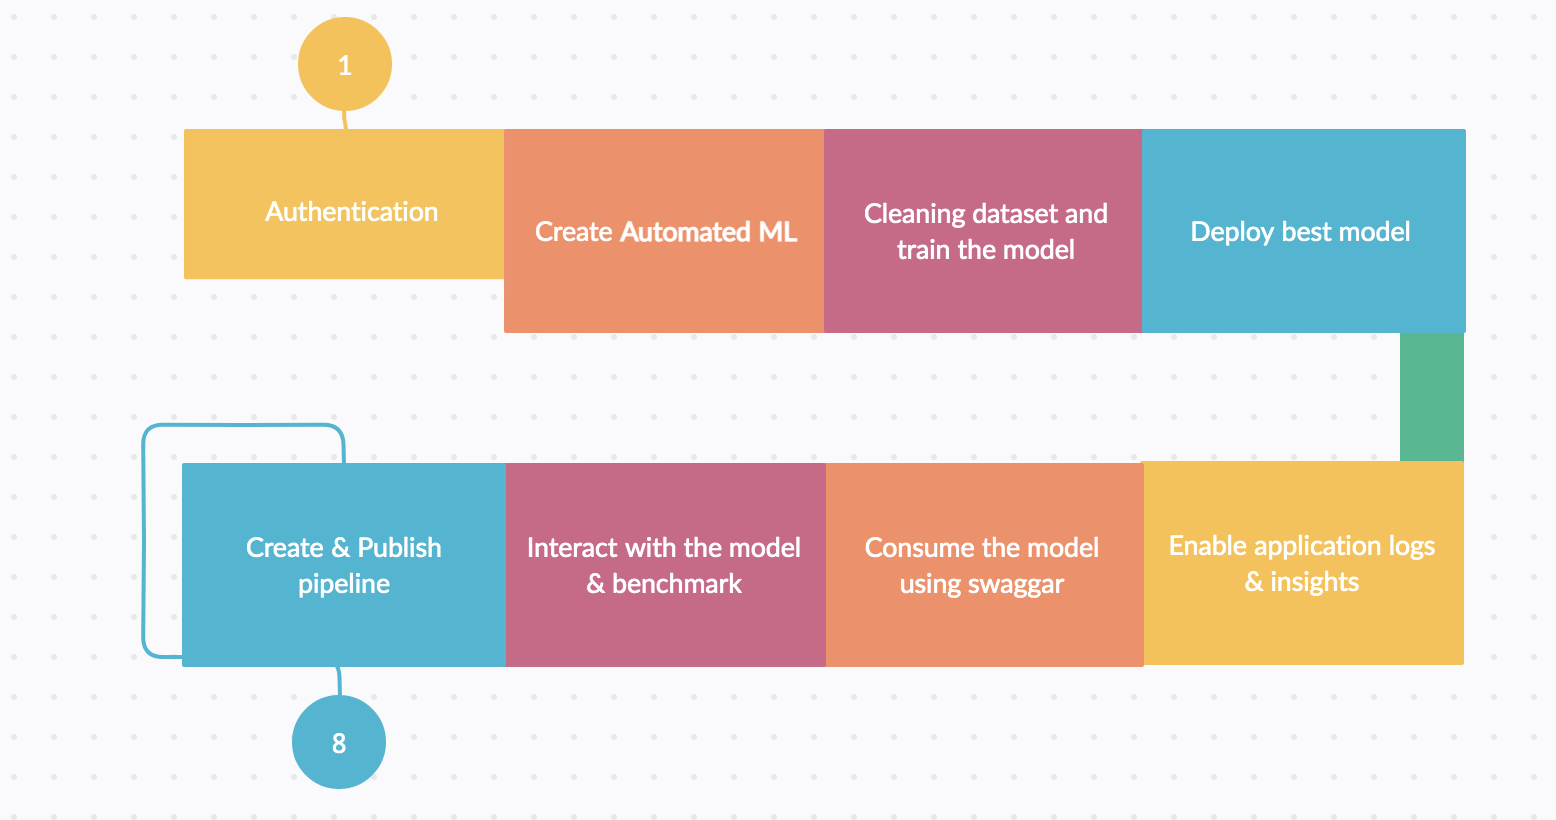 1
Authentication
Create Automated ML
Cleaning dataset and
train the model
Deploy best model
Create & Publish
pipeline
Interact with the model
& benchmark
Consume the model
using swaggar
Enable application logs
& insights
8